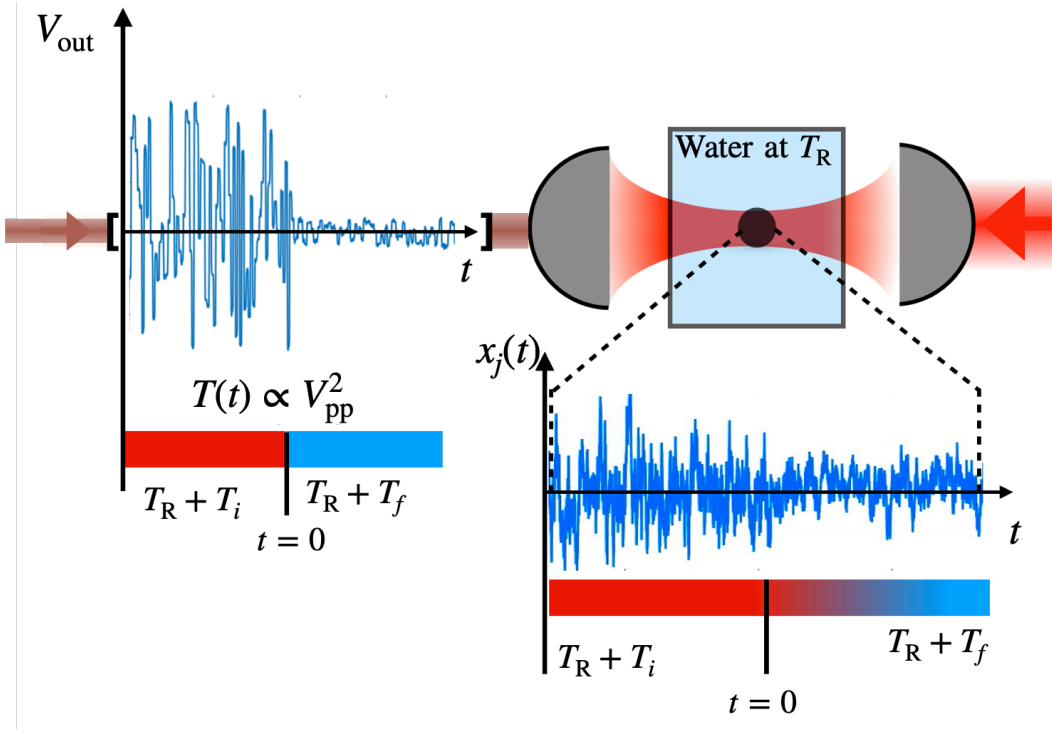 V_out
t
[ ]
T(t) ∝ V_pp^2
T_R + T_i
T_R + T_f
t = 0
Water at T_R
x_j(t)
t
T_R + T_i
T_R + T_f
t = 0